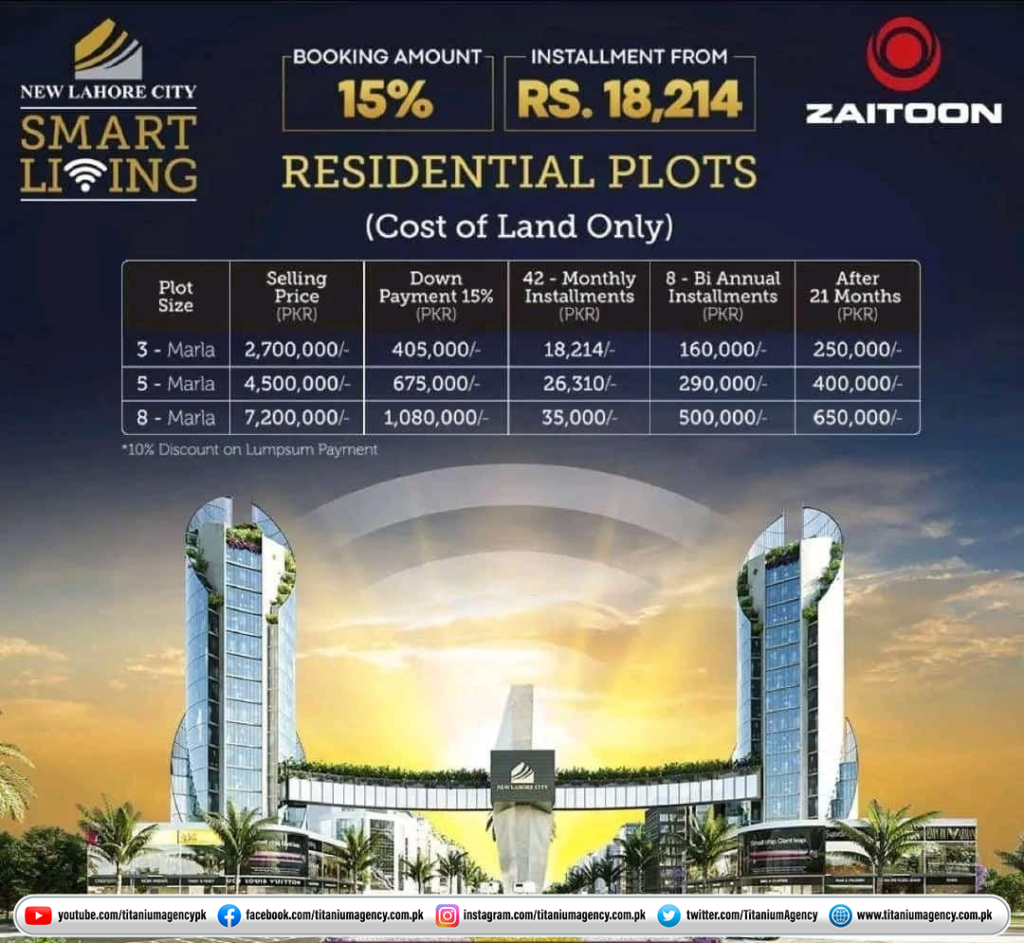 NEW LAHORE CITY
SMART
LIVING
BOOKING AMOUNT
15%
INSTALLMENT FROM
RS. 18,214
ZAITOON
RESIDENTIAL PLOTS
(Cost of Land Only)
Plot Size | Selling Price (PKR) | Down Payment 15% (PKR) | 42 - Monthly Installments (PKR) | 8 - Bi Annual Installments (PKR) | After 21 Months (PKR)
3 - Marla | 2,700,000/- | 405,000/- | 18,214/- | 160,000/- | 250,000/-
5 - Marla | 4,500,000/- | 675,000/- | 26,310/- | 290,000/- | 400,000/-
8 - Marla | 7,200,000/- | 1,080,000/- | 35,000/- | 500,000/- | 650,000/-
*10% Discount on Lumpsum Payment
NEW LAHORE CITY
LOUIS VUITTON
youtube.com/titaniumagencypk facebook.com/titaniumagency.com.pk instagram.com/titaniumagency.com.pk twitter.com/TitaniumAgency www.titaniumagency.com.pk